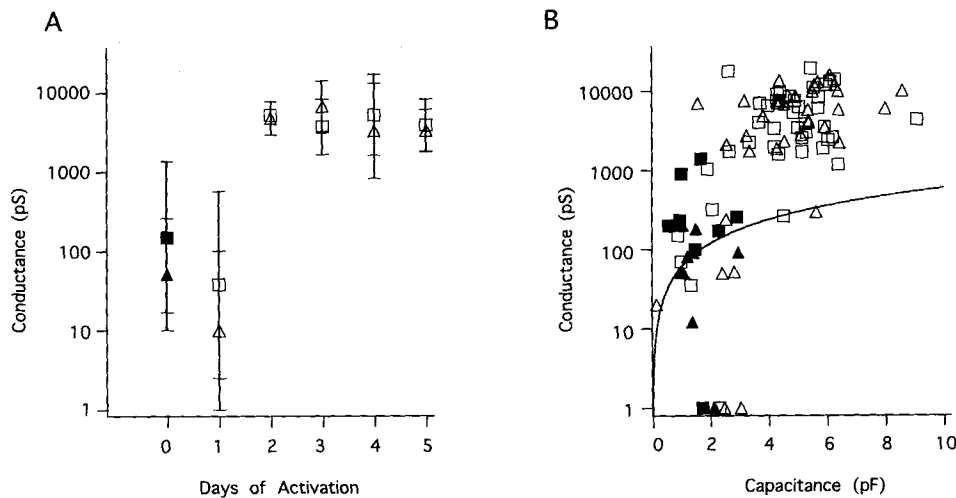 A
Conductance (pS)
10000
1000
100
10
1
0 1 2 3 4 5
Days of Activation
B
Conductance (pS)
10000
1000
100
10
1
0 2 4 6 8 10
Capacitance (pF)